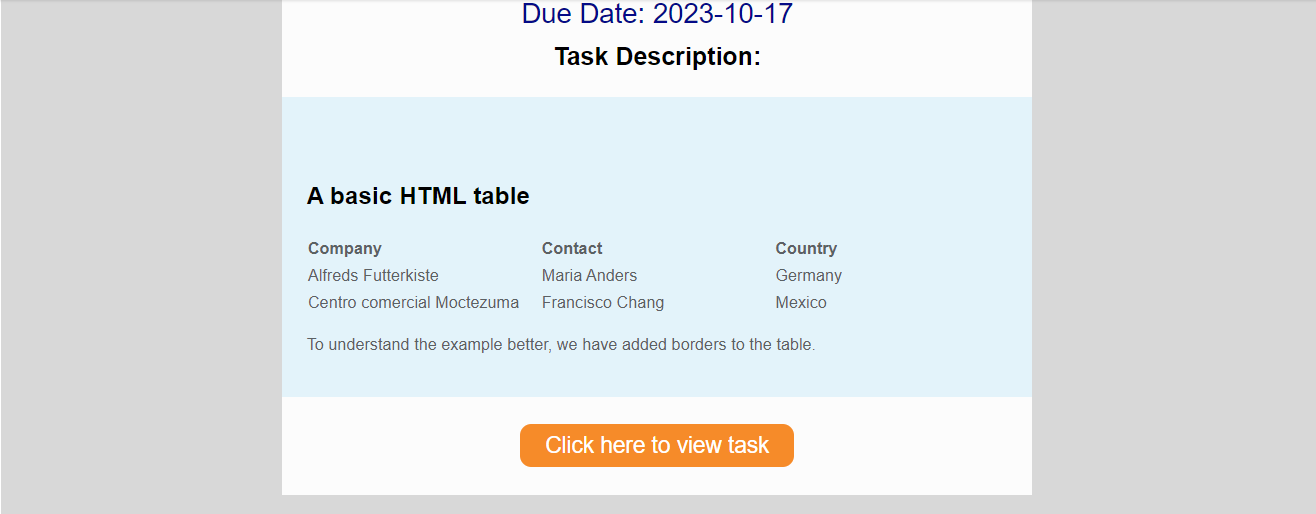 Due Date: 2023-10-17
Task Description:
A basic HTML table
Company Contact Country
Alfreds Futterkiste Maria Anders Germany
Centro comercial Moctezuma Francisco Chang Mexico
To understand the example better, we have added borders to the table.
Click here to view task